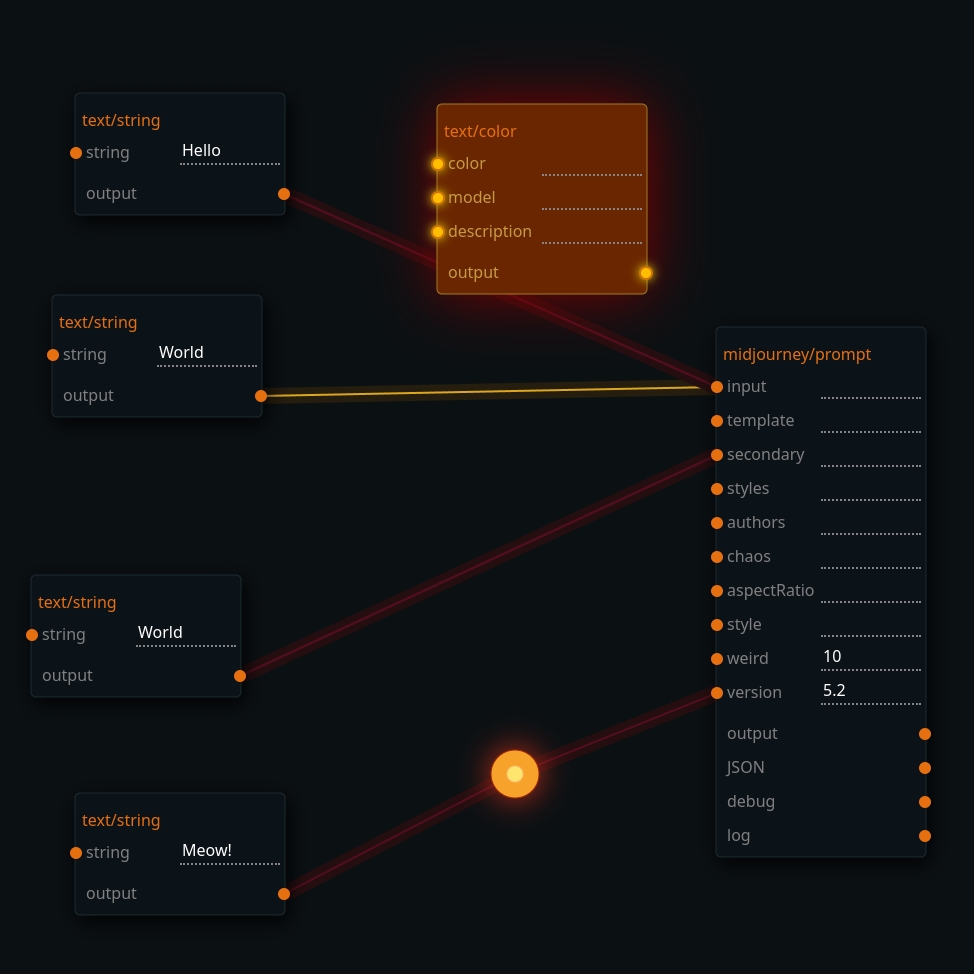 text/string
string Hello
output
text/color
color
model
description
output
text/string
string World
output
midjourney/prompt
input
template
secondary
styles
authors
chaos
aspectRatio
style
weird 10
version 5.2
output
JSON
debug
log
text/string
string World
output
text/string
string Meow!
output